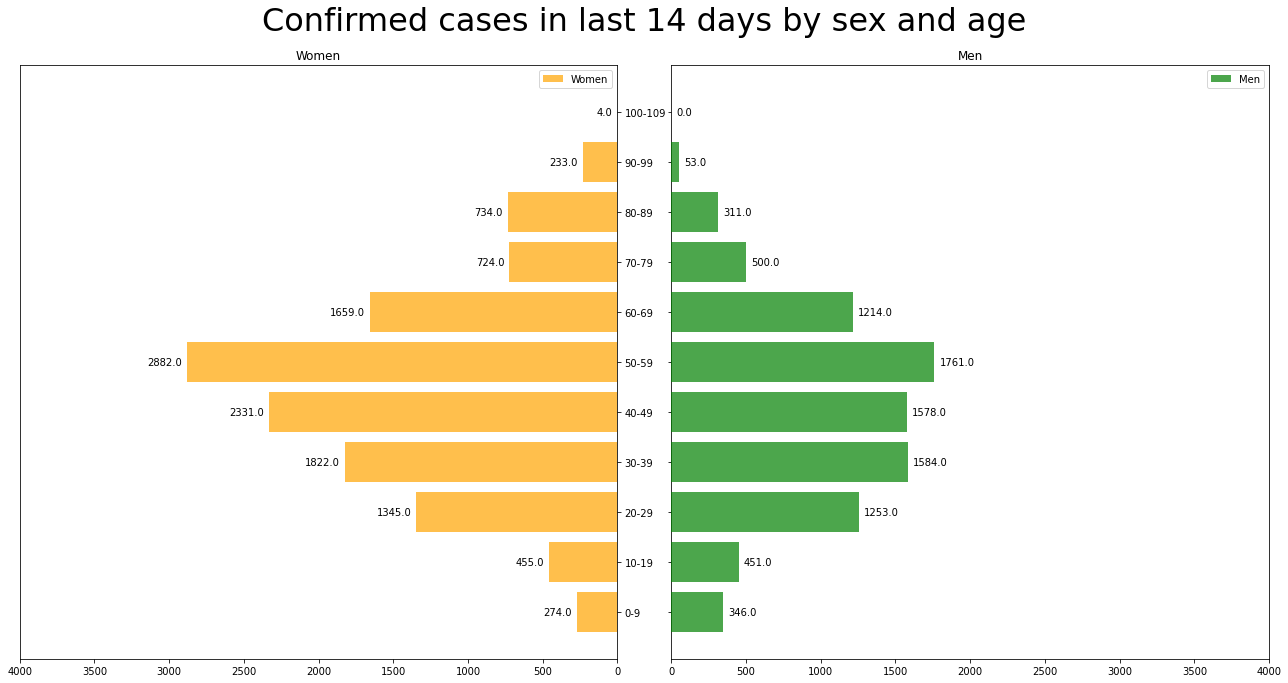 Confirmed cases in last 14 days by sex and age
Women
Men
Women
Men
4.0 100-109 0.0
233.0 90-99 53.0
734.0 80-89 311.0
724.0 70-79 500.0
1659.0 60-69 1214.0
2882.0 50-59 1761.0
2331.0 40-49 1578.0
1822.0 30-39 1584.0
1345.0 20-29 1253.0
455.0 10-19 451.0
274.0 0-9 346.0
4000 3500 3000 2500 2000 1500 1000 500 0
0 500 1000 1500 2000 2500 3000 3500 4000